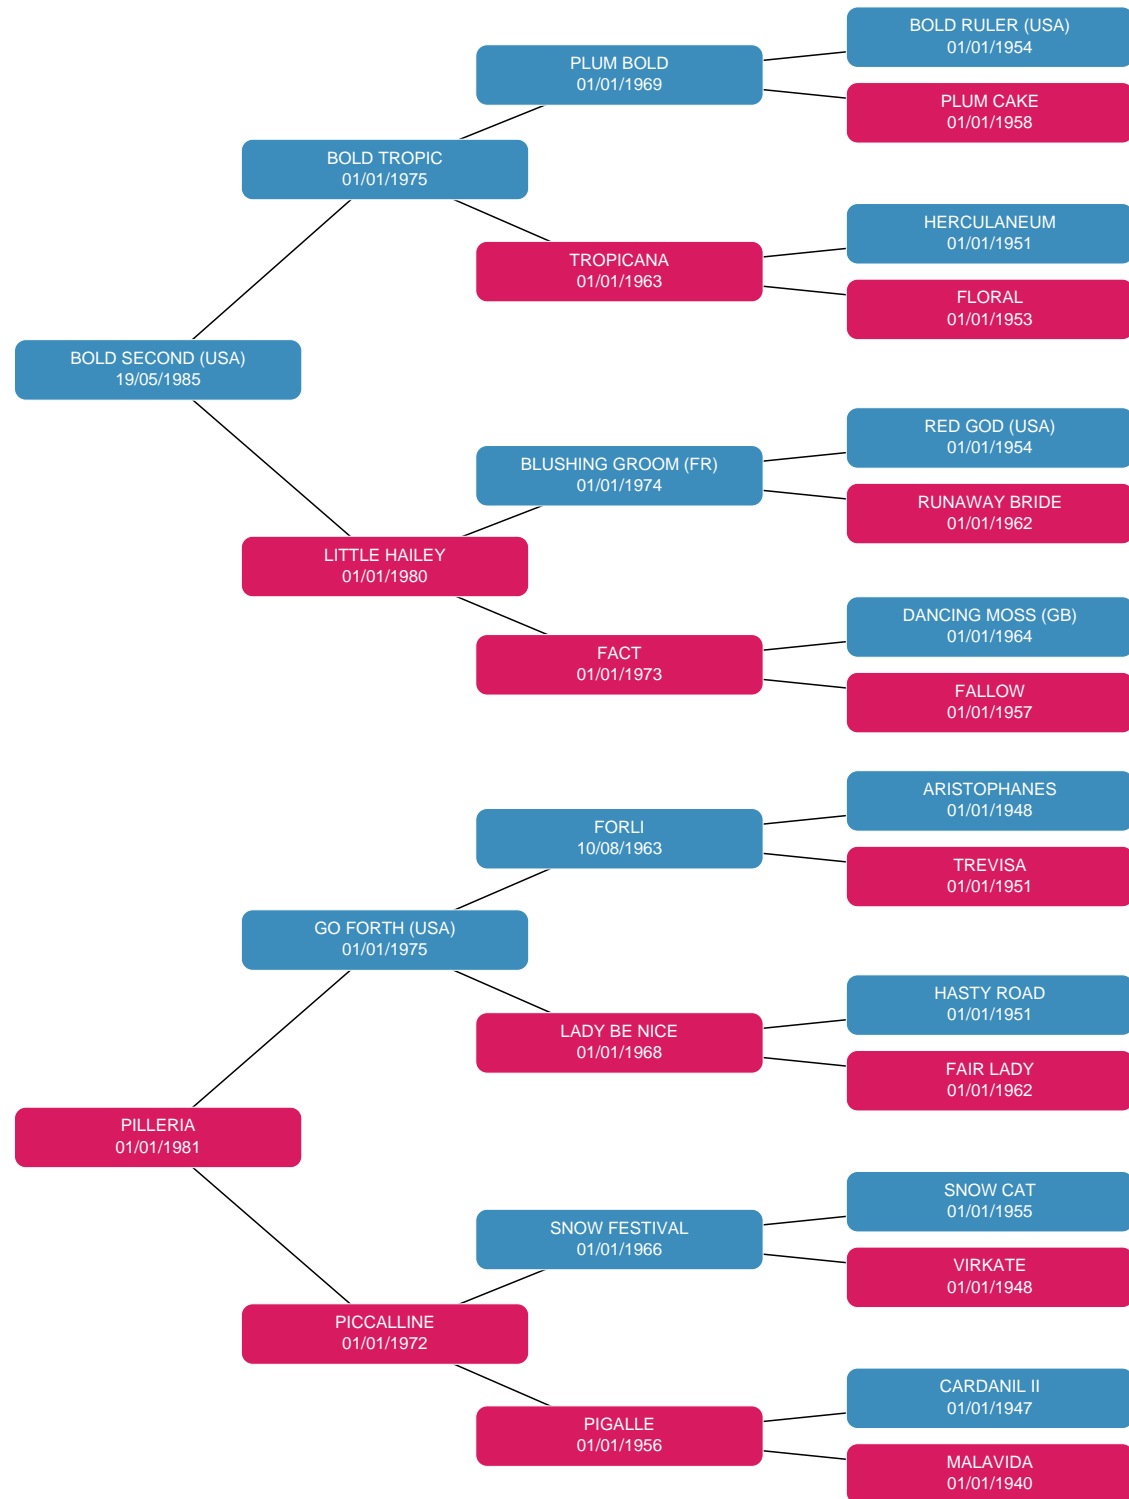 BOLD RULER (USA)
01/01/1954
PLUM BOLD
01/01/1969
PLUM CAKE
01/01/1958
BOLD TROPIC
01/01/1975
HERCULANEUM
01/01/1951
TROPICANA
01/01/1963
FLORAL
01/01/1953
BOLD SECOND (USA)
19/05/1985
RED GOD (USA)
01/01/1954
BLUSHING GROOM (FR)
01/01/1974
RUNAWAY BRIDE
01/01/1962
LITTLE HAILEY
01/01/1980
DANCING MOSS (GB)
01/01/1964
FACT
01/01/1973
FALLOW
01/01/1957
ARISTOPHANES
01/01/1948
FORLI
10/08/1963
TREVISA
01/01/1951
GO FORTH (USA)
01/01/1975
HASTY ROAD
01/01/1951
LADY BE NICE
01/01/1968
FAIR LADY
01/01/1962
PILLERIA
01/01/1981
SNOW CAT
01/01/1955
SNOW FESTIVAL
01/01/1966
VIRKATE
01/01/1948
PICCALLINE
01/01/1972
CARDANIL II
01/01/1947
PIGALLE
01/01/1956
MALAVIDA
01/01/1940